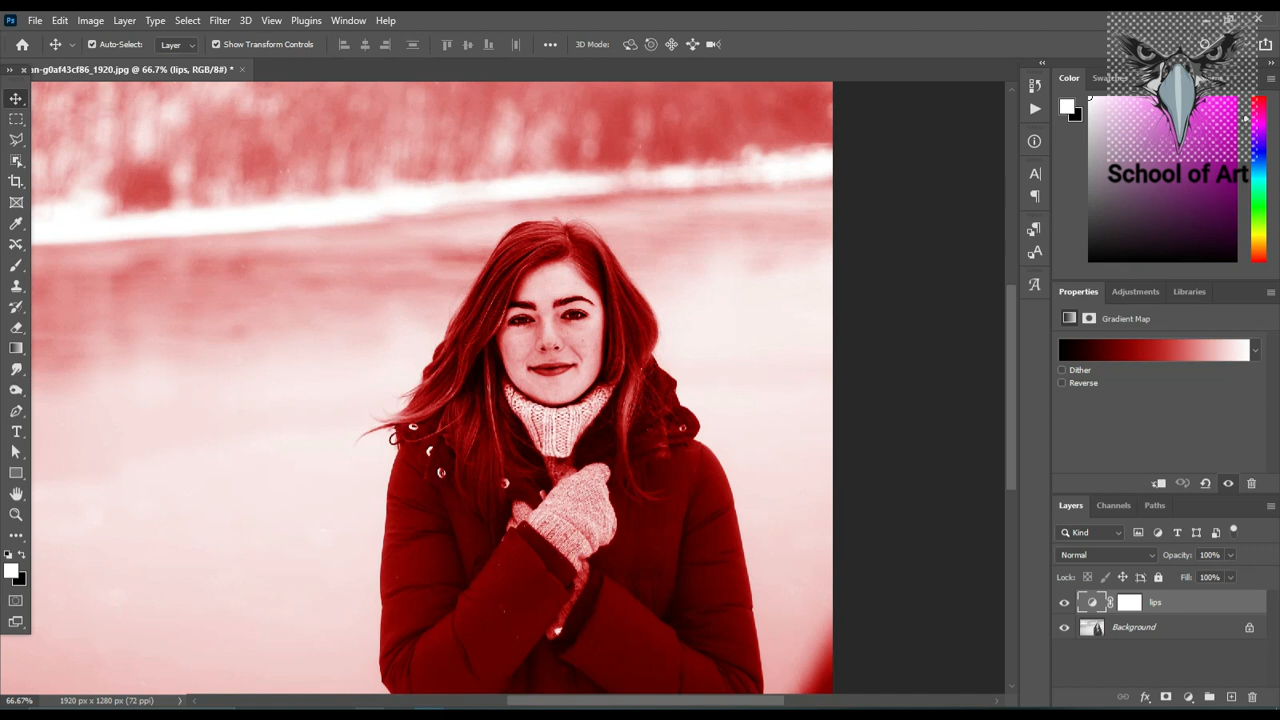 Ps File Edit Image Layer Type Select Filter 3D View Plugins Window Help
Auto-Select: Layer Show Transform Controls 3D Mode:
an-g0af43cf86_1920.jpg @ 66.7% (lips, RGB/8#) *
Color Swatches
School of Art
Properties Adjustments Libraries
Gradient Map
Dither
Reverse
Layers Channels Paths
Kind
Normal Opacity: 100%
Lock: Fill: 100%
lips
Background
66.67% 1920 px x 1280 px (72 ppi)